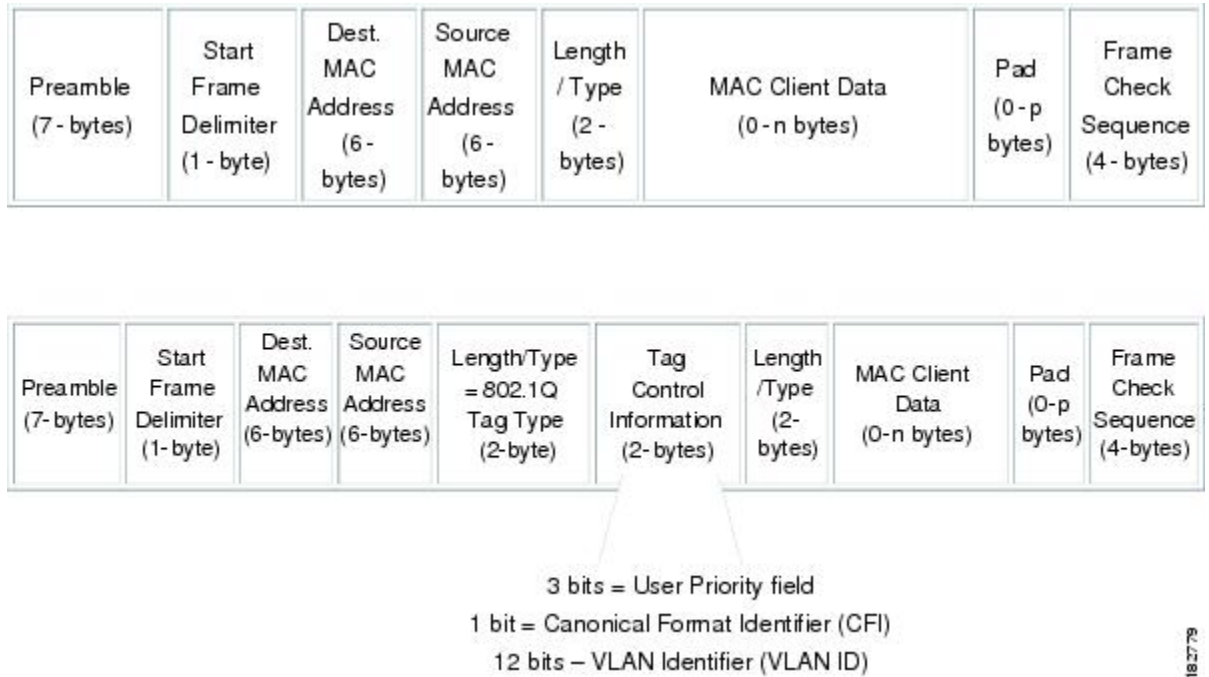 Preamble
(7 - bytes)
Start
Frame
Delimiter
(1 - byte)
Dest.
MAC
Address
(6 -
bytes)
Source
MAC
Address
(6 -
bytes)
Length
/ Type
(2 -
bytes)
MAC Client Data
(0 - n bytes)
Pad
(0 - p
bytes)
Frame
Check
Sequence
(4 - bytes)
Preamble
(7- bytes)
Start
Frame
Delimiter
(1- byte)
Dest.
MAC
Address
(6-bytes)
Source
MAC
Address
(6-bytes)
Length/Type
= 802.1Q
Tag Type
(2-byte)
Tag
Control
Information
(2- bytes)
Length
/Type
(2-
bytes)
MAC Client
Data
(0-n bytes)
Pad
(0-p
bytes)
Frame
Check
Sequence
(4-bytes)
3 bits = User Priority field
1 bit = Canonical Format Identifier (CFI)
12 bits – VLAN Identifier (VLAN ID)
182779